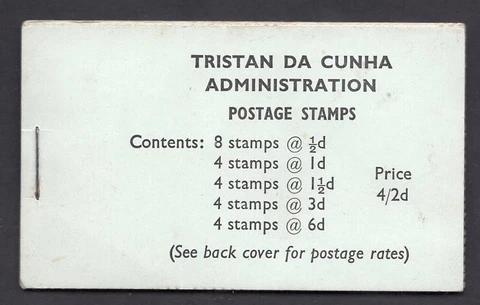 TRISTAN DA CUNHA
ADMINISTRATION
POSTAGE STAMPS
Contents: 8 stamps @ ½d
4 stamps @ 1d
4 stamps @ 1½d
4 stamps @ 3d
4 stamps @ 6d
Price
4/2d
(See back cover for postage rates)